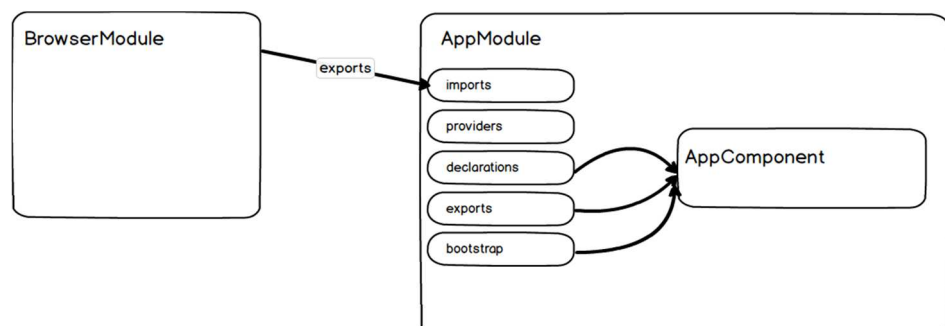 BrowserModule
exports
AppModule
imports
providers
declarations
exports
bootstrap
AppComponent